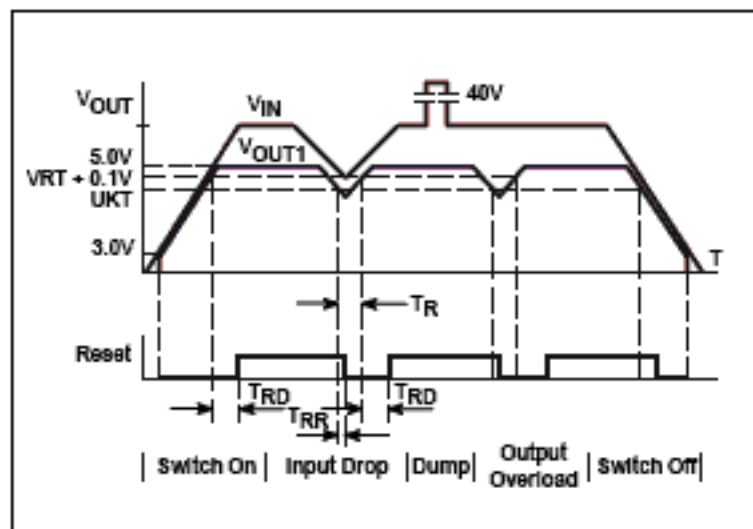 40V
VOUT
VIN
VOUT1
5.0V
VRT + 0.1V
UKT
3.0V
T
TR
Reset
TRD
TRR
TRD
Switch On
Input Drop
Dump
Output
Overload
Switch Off